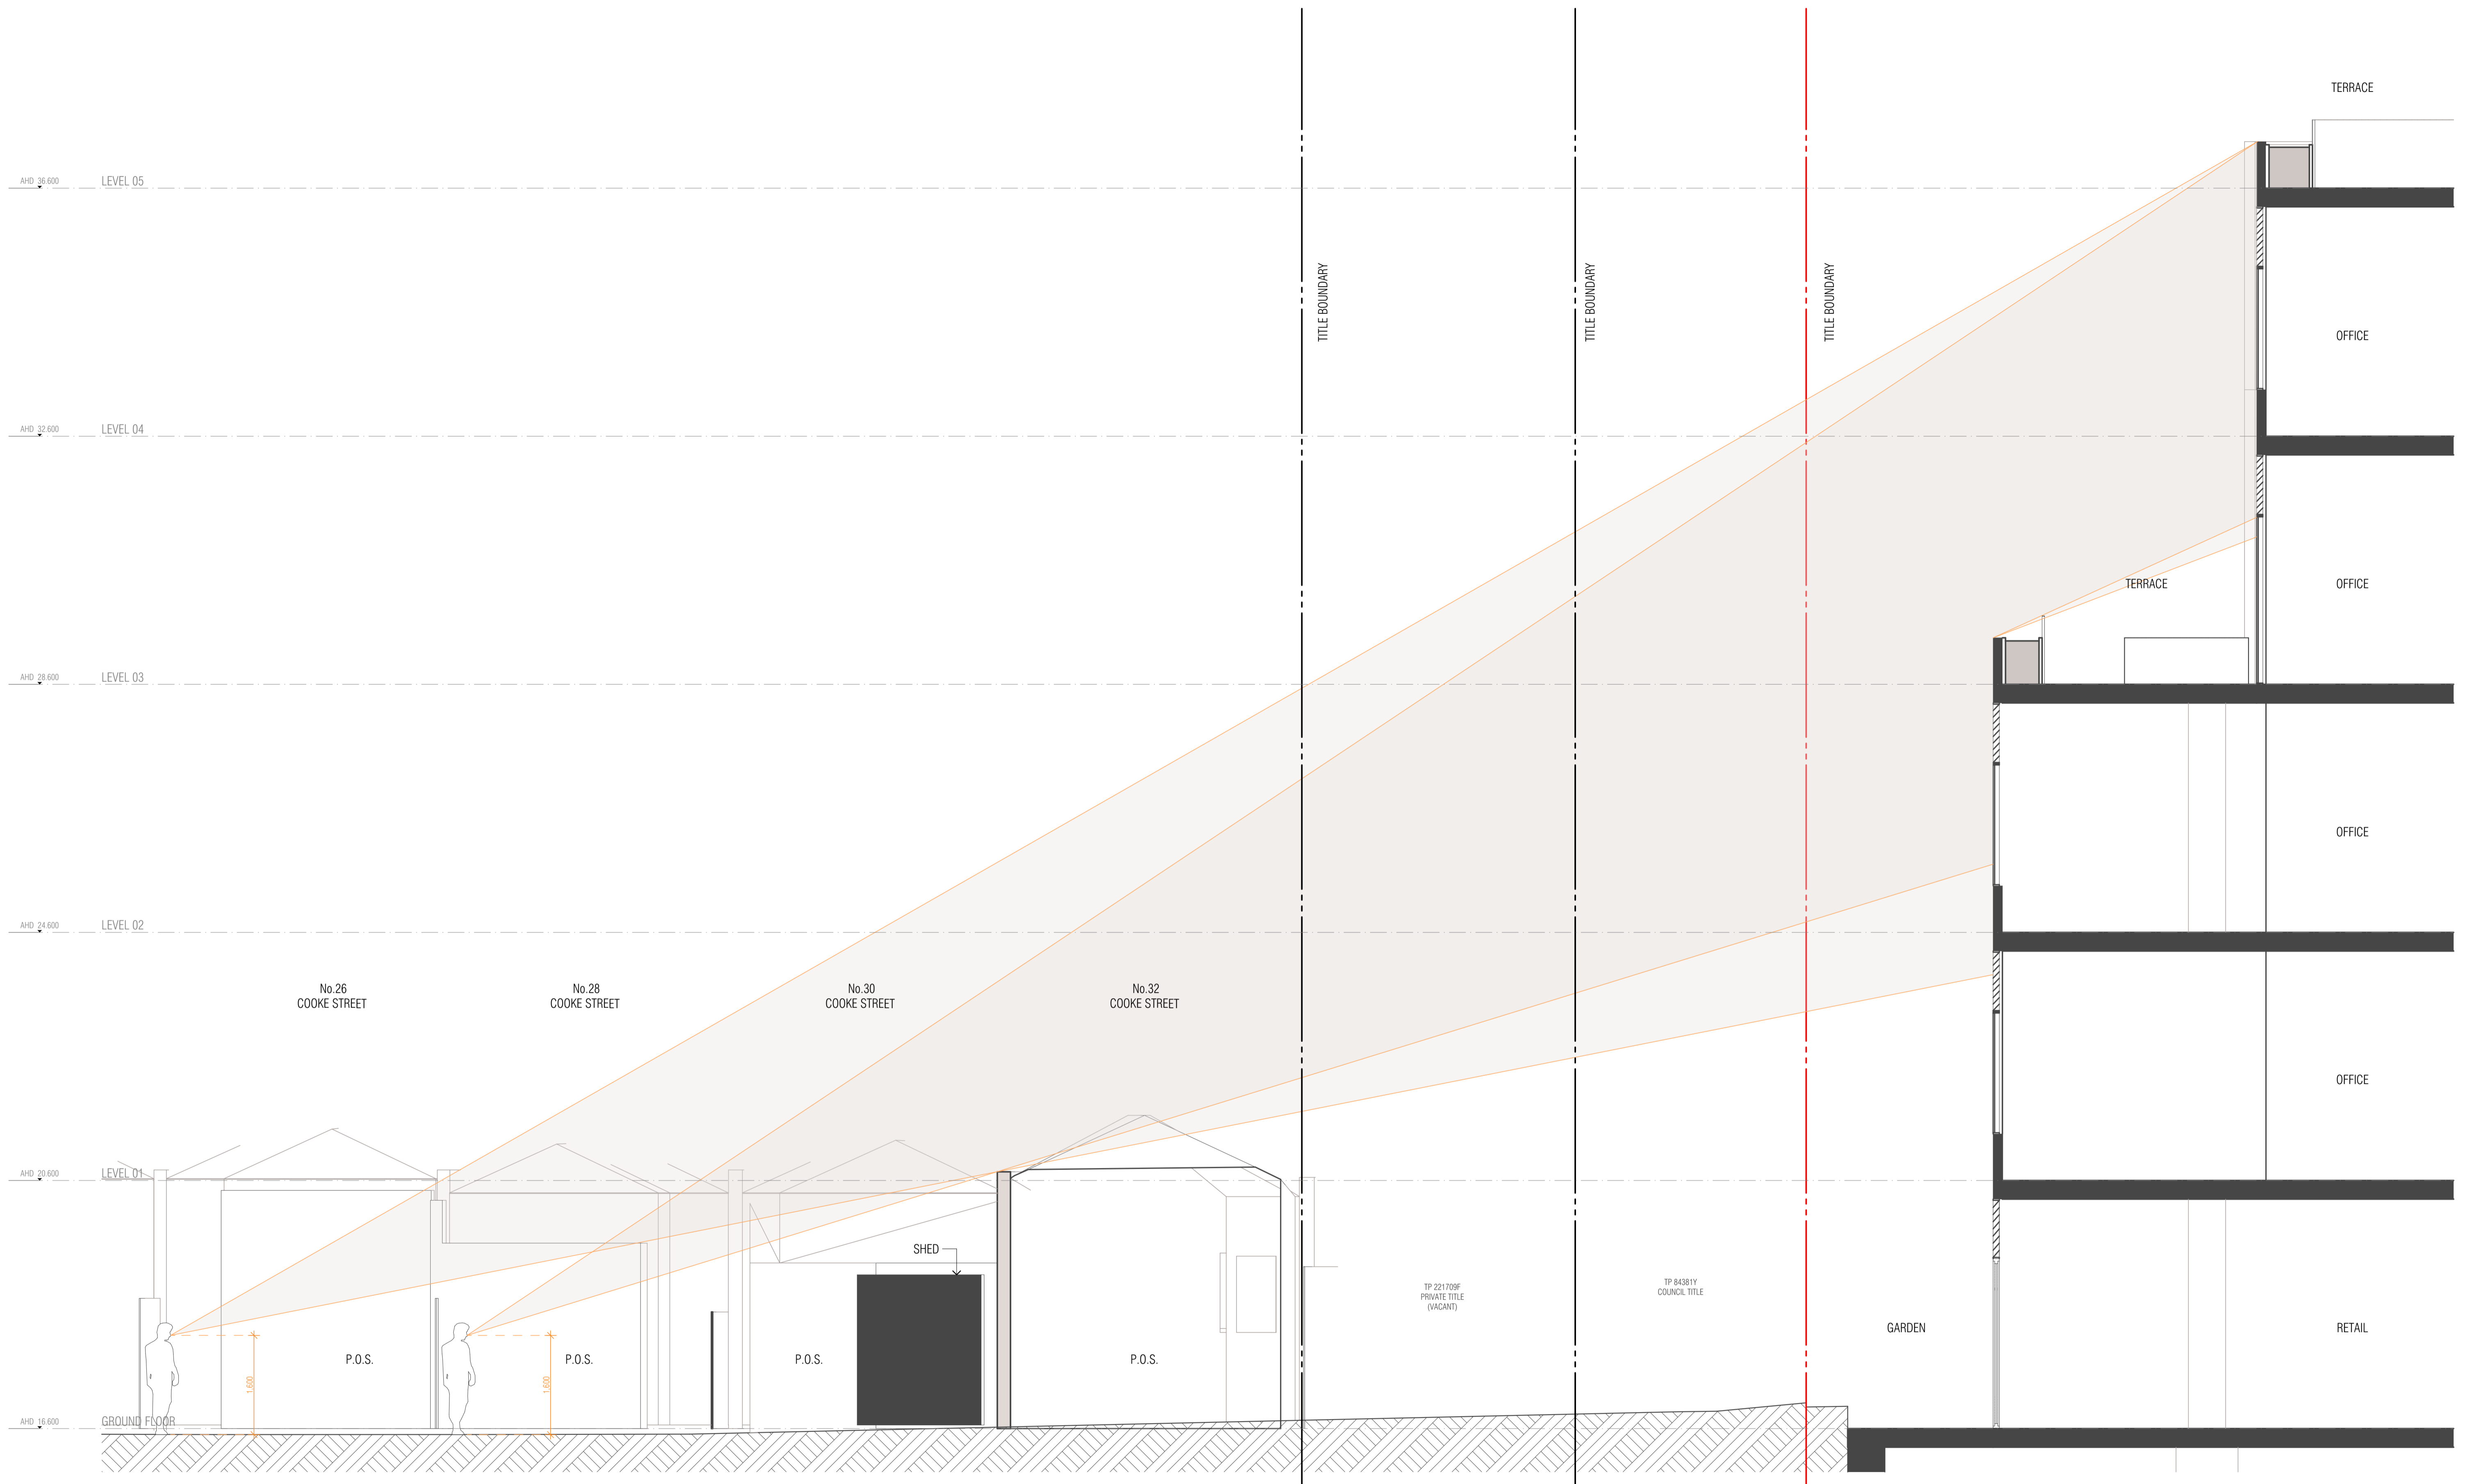 TERRACE
AHD 36.600
LEVEL 05
TITLE BOUNDARY
TITLE BOUNDARY
TITLE BOUNDARY
OFFICE
AHD 32.600
LEVEL 04
TERRACE
OFFICE
AHD 28.600
LEVEL 03
OFFICE
AHD 24.600
LEVEL 02
No.26
COOKE STREET
No.28
COOKE STREET
No.30
COOKE STREET
No.32
COOKE STREET
OFFICE
AHD 20.600
LEVEL 01
SHED
TP 221709F
PRIVATE TITLE
(VACANT)
TP 84381Y
COUNCIL TITLE
GARDEN
RETAIL
P.O.S.
P.O.S.
P.O.S.
P.O.S.
1,600
1,600
AHD 16.600
GROUND FLOOR